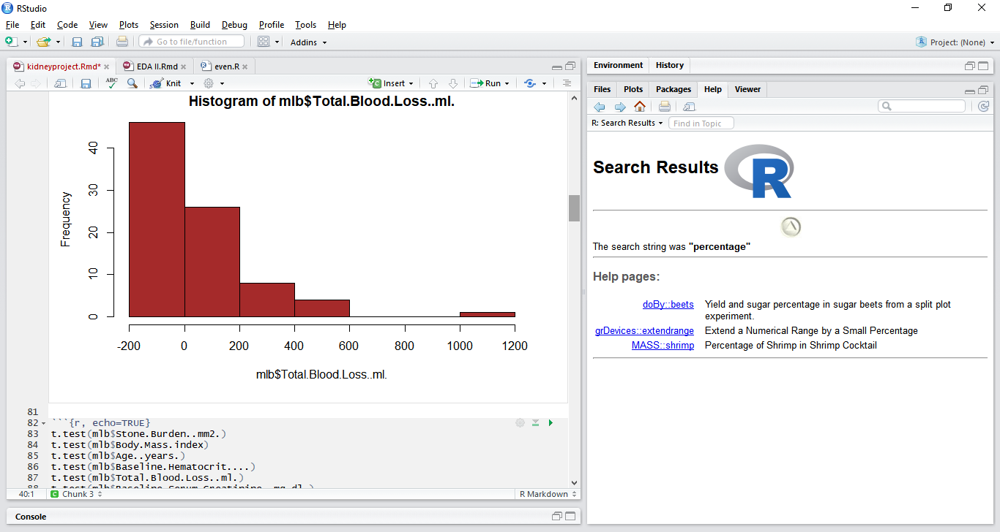 RStudio
File Edit Code View Plots Session Build Debug Profile Tools Help
Go to file/function Addins Project: (None)
kidneyproject.Rmd* EDA II.Rmd even.R
ABC Knit Insert Run
Histogram of mlb$Total.Blood.Loss..ml.
Frequency
40
30
20
10
0
-200 0 200 400 600 800 1000 1200
mlb$Total.Blood.Loss..ml.
81
82 ```{r, echo=TRUE}
83 t.test(mlb$Stone.Burden..mm2.)
84 t.test(mlb$Body.Mass.index)
85 t.test(mlb$Age..years.)
86 t.test(mlb$Baseline.Hematocrit....)
87 t.test(mlb$Total.Blood.Loss..ml.)
88 t.test(mlb$Baseline.Serum.Creatinine..mg.dl.)
40:1 C Chunk 3 R Markdown
Console
Environment History
Files Plots Packages Help Viewer
R: Search Results Find in Topic
Search Results R
The search string was "percentage"
Help pages:
doBy::beets Yield and sugar percentage in sugar beets from a split plot
experiment.
grDevices::extendrange Extend a Numerical Range by a Small Percentage
MASS::shrimp Percentage of Shrimp in Shrimp Cocktail